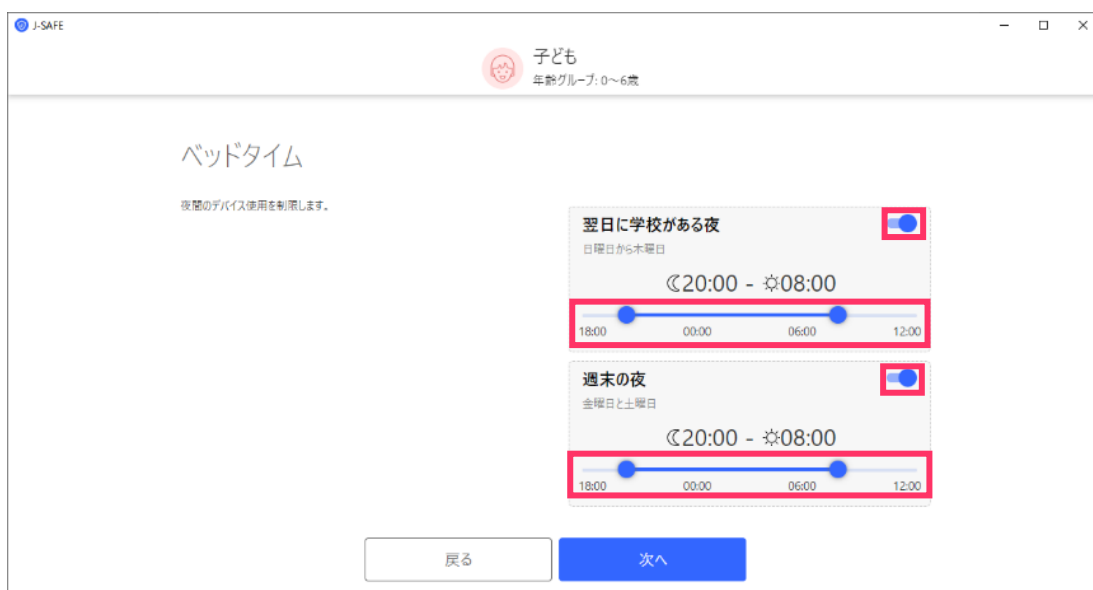 J-SAFE
子ども
年齢グループ: 0～6歳
ベッドタイム
夜間のデバイス使用を制限します。
翌日に学校がある夜
日曜日から木曜日
☾20:00 - ☼08:00
18:00 00:00 06:00 12:00
週末の夜
金曜日と土曜日
☾20:00 - ☼08:00
18:00 00:00 06:00 12:00
戻る 次へ